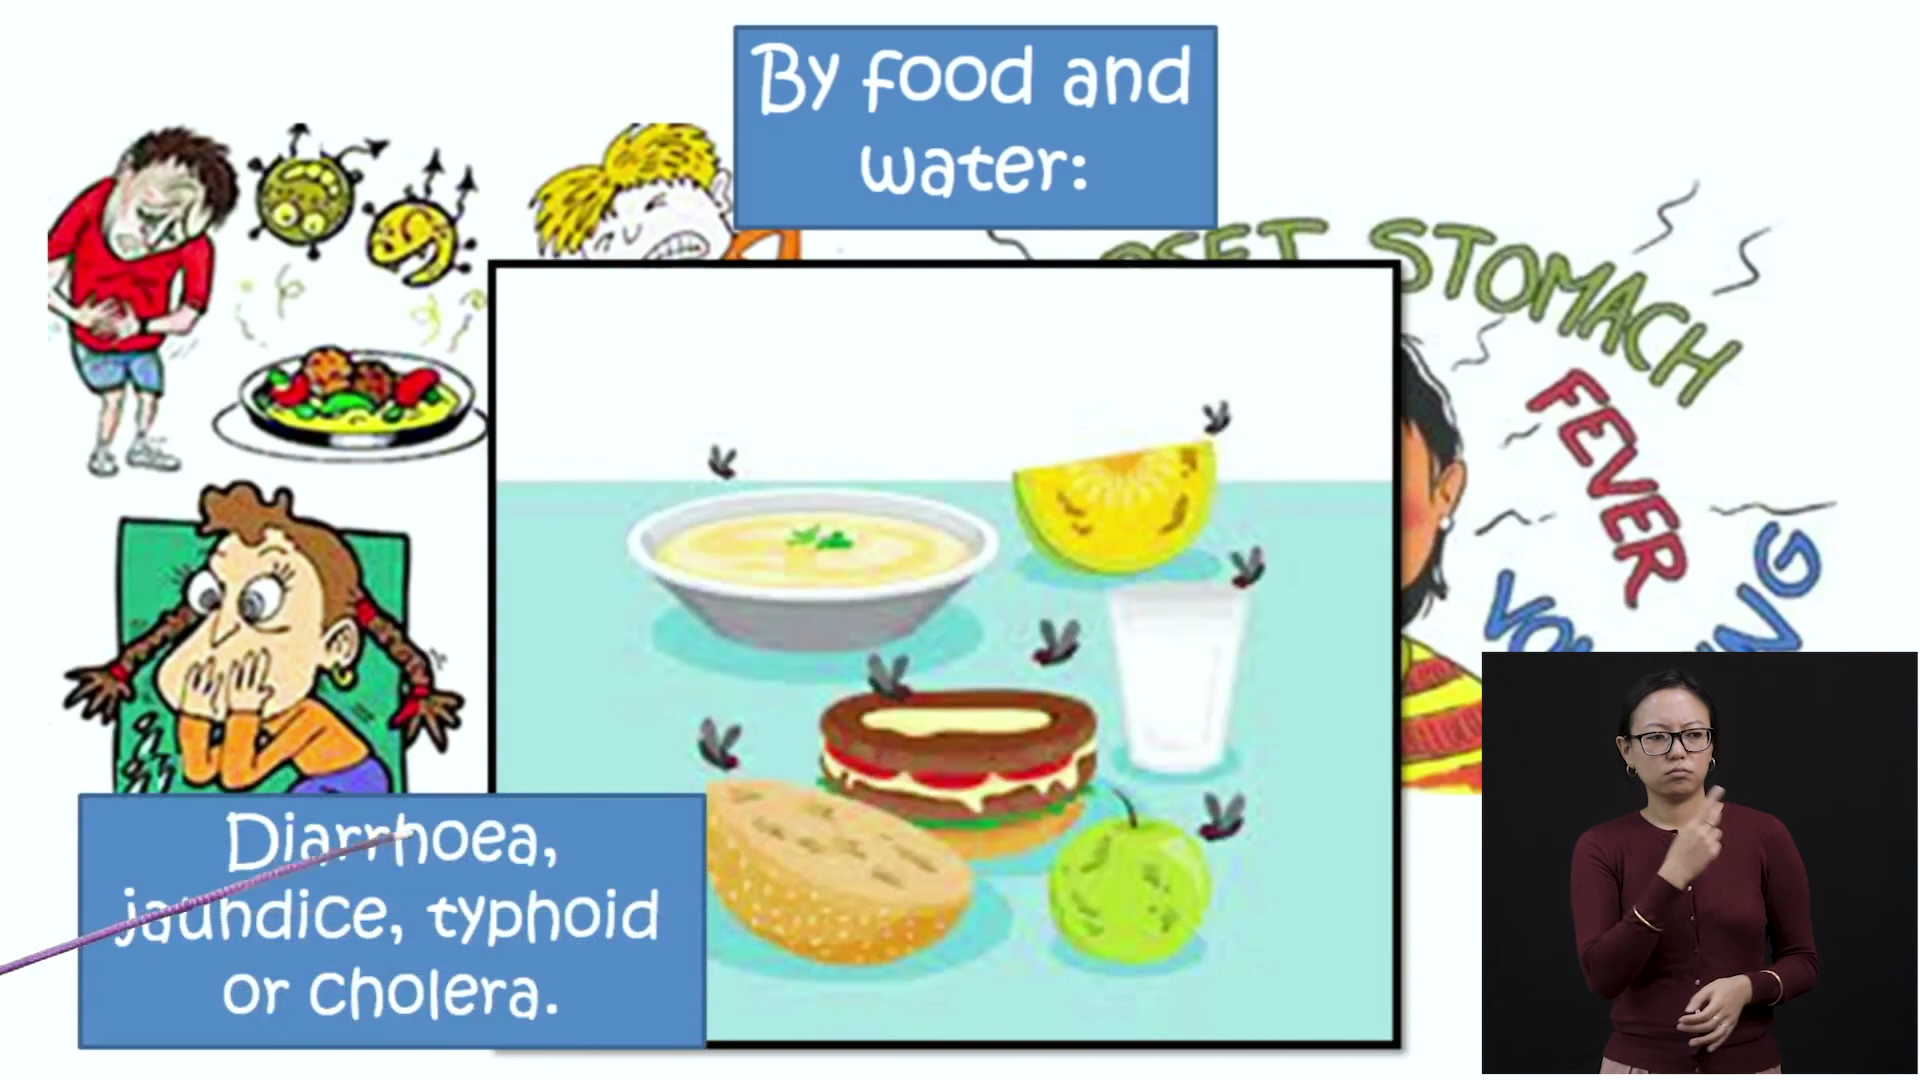 By food and
water:
STOMACH
FEVER
Diarrhoea,
jaundice, typhoid
or cholera.